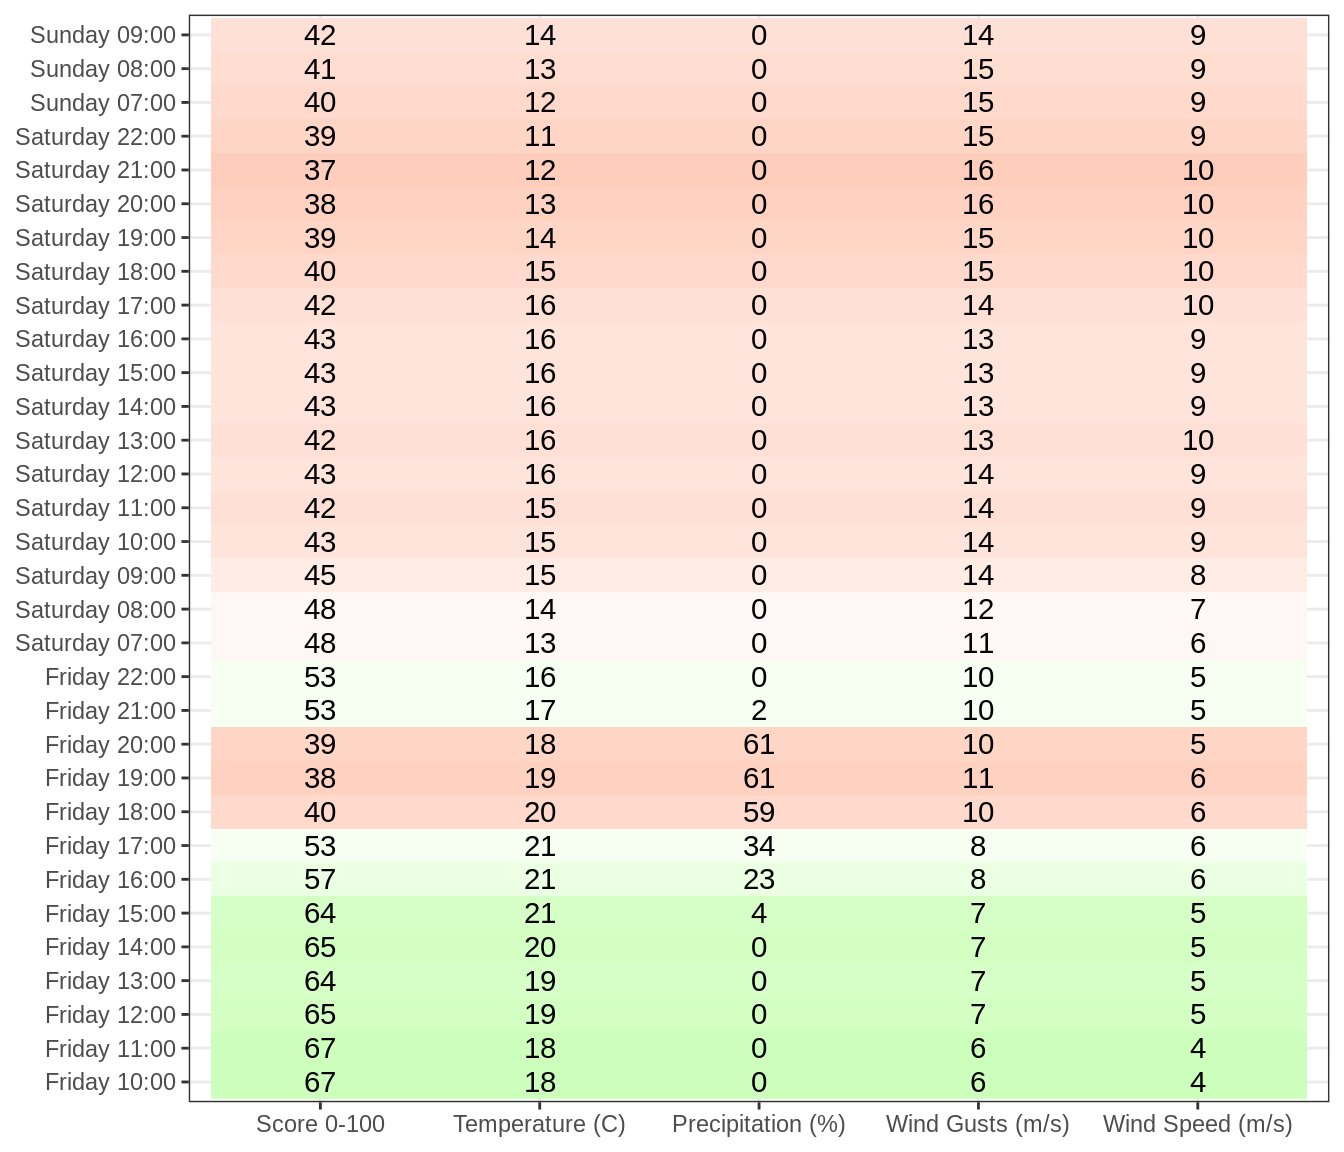 Sunday 09:00 42 14 0 14 9
Sunday 08:00 41 13 0 15 9
Sunday 07:00 40 12 0 15 9
Saturday 22:00 39 11 0 15 9
Saturday 21:00 37 12 0 16 10
Saturday 20:00 38 13 0 16 10
Saturday 19:00 39 14 0 15 10
Saturday 18:00 40 15 0 15 10
Saturday 17:00 42 16 0 14 10
Saturday 16:00 43 16 0 13 9
Saturday 15:00 43 16 0 13 9
Saturday 14:00 43 16 0 13 9
Saturday 13:00 42 16 0 13 10
Saturday 12:00 43 16 0 14 9
Saturday 11:00 42 15 0 14 9
Saturday 10:00 43 15 0 14 9
Saturday 09:00 45 15 0 14 8
Saturday 08:00 48 14 0 12 7
Saturday 07:00 48 13 0 11 6
Friday 22:00 53 16 0 10 5
Friday 21:00 53 17 2 10 5
Friday 20:00 39 18 61 10 5
Friday 19:00 38 19 61 11 6
Friday 18:00 40 20 59 10 6
Friday 17:00 53 21 34 8 6
Friday 16:00 57 21 23 8 6
Friday 15:00 64 21 4 7 5
Friday 14:00 65 20 0 7 5
Friday 13:00 64 19 0 7 5
Friday 12:00 65 19 0 7 5
Friday 11:00 67 18 0 6 4
Friday 10:00 67 18 0 6 4
Score 0-100 Temperature (C) Precipitation (%) Wind Gusts (m/s) Wind Speed (m/s)